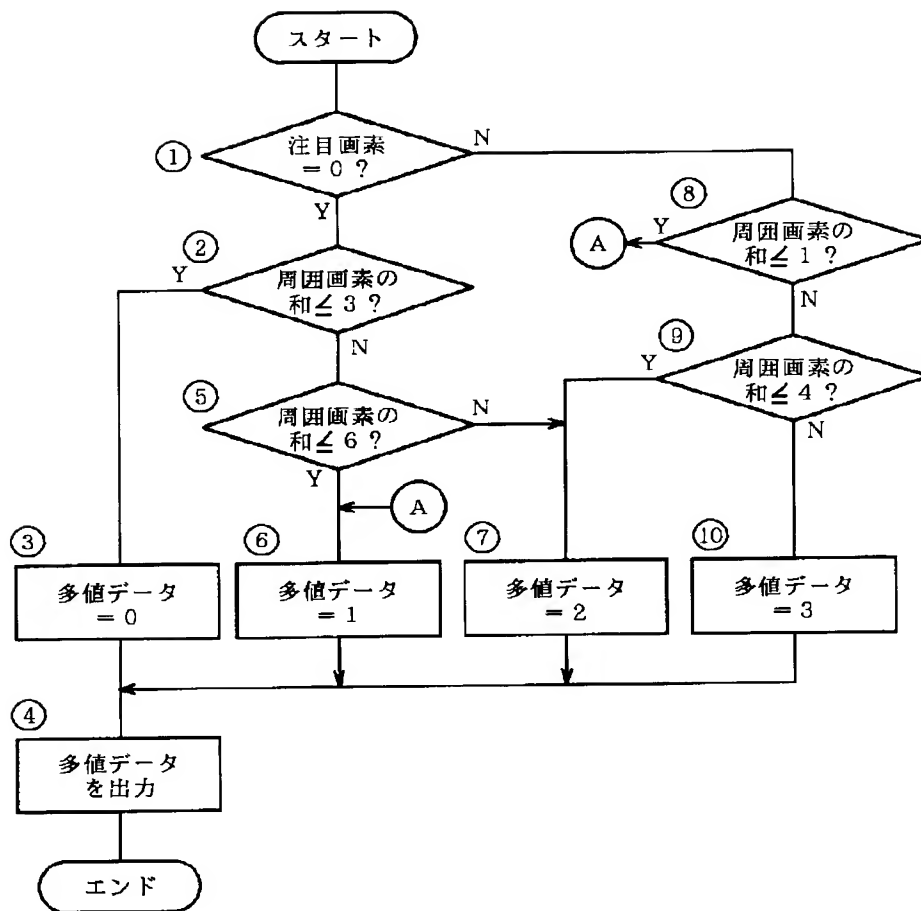 スタート
①
注目画素
=0?
N
Y
⑧
Y
周囲画素の
和≦1?
A
N
②
Y
周囲画素の
和≦3?
N
⑨
Y
周囲画素の
和≦4?
N
⑤
周囲画素の
和≦6?
N
Y
A
③
多値データ
=0
⑥
多値データ
=1
⑦
多値データ
=2
⑩
多値データ
=3
④
多値データ
を出力
エンド